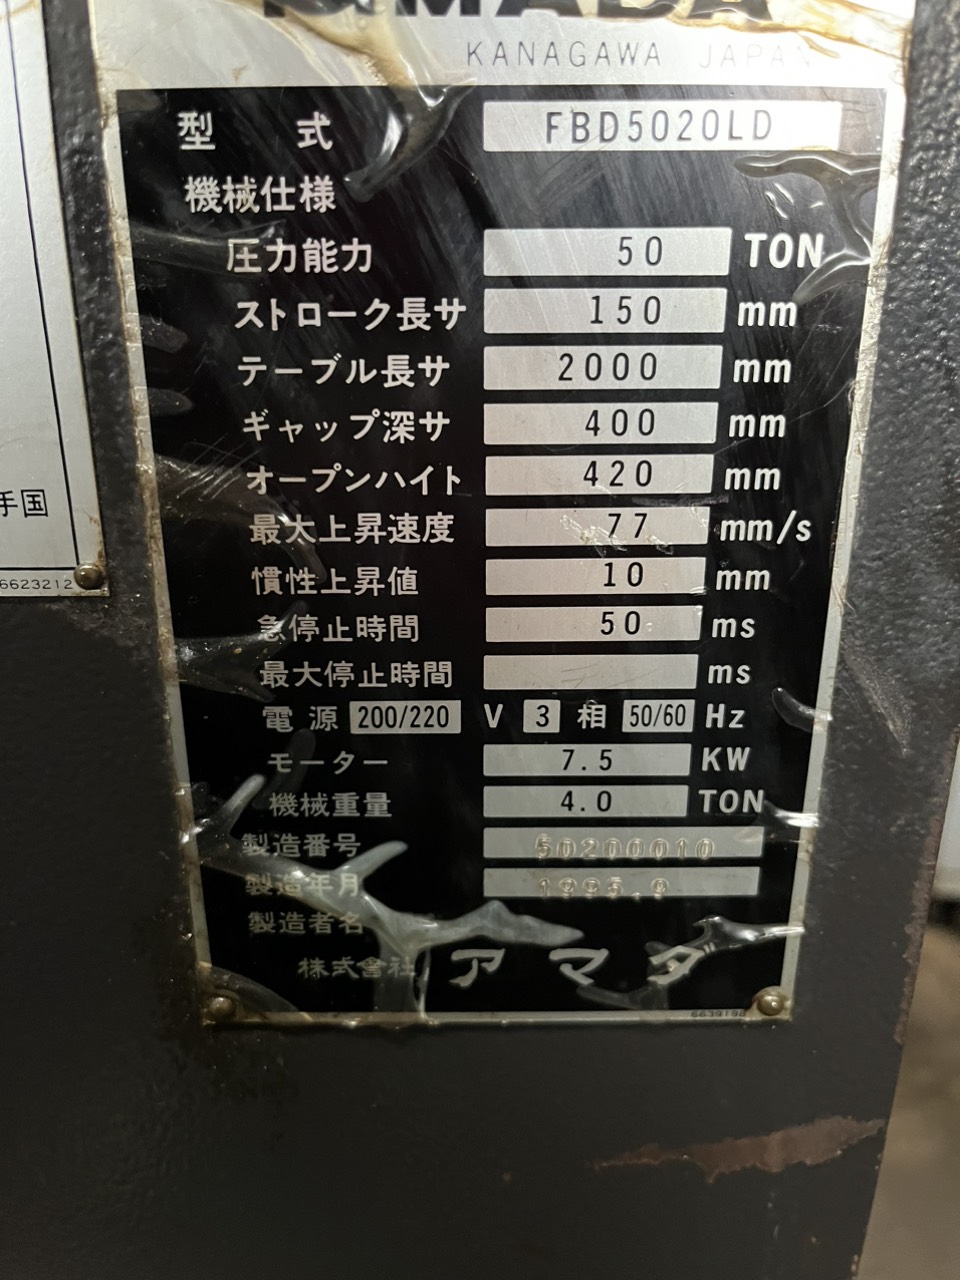 AMADA
KANAGAWA JAPAN
型 式 FBD5020LD
機械仕様
圧力能力 50 TON
ストローク長サ 150 mm
テーブル長サ 2000 mm
ギャップ深サ 400 mm
オープンハイト 420 mm
最大上昇速度 77 mm/s
慣性上昇値 10 mm
急停止時間 50 ms
最大停止時間 ms
電源 200/220 V 3 相 50/60 Hz
モーター 7.5 KW
機械重量 4.0 TON
製造番号 50200010
製造年月 1995.9
製造者名
株式會社 アマダ
6639198
手国
6623212